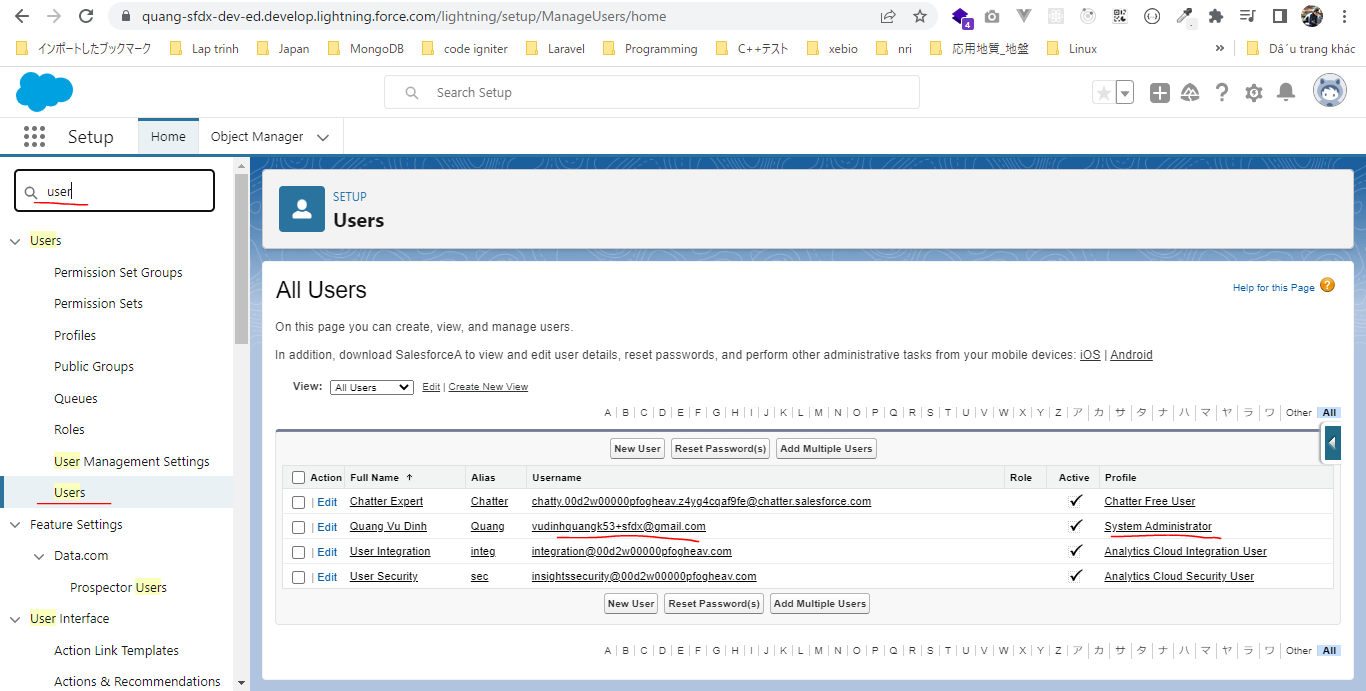 quang-sfdx-dev-ed.develop.lightning.force.com/lightning/setup/ManageUsers/home
4
インポートしたブックマーク Lap trinh Japan MongoDB code igniter Laravel Programming C++テスト xebio nri 応用地質_地盤 Linux » Dấu trang khác
Search Setup
Setup Home Object Manager
user
Users
Permission Set Groups
Permission Sets
Profiles
Public Groups
Queues
Roles
User Management Settings
Users
Feature Settings
Data.com
Prospector Users
User Interface
Action Link Templates
Actions & Recommendations
SETUP
Users
All Users
Help for this Page ?
On this page you can create, view, and manage users.
In addition, download SalesforceA to view and edit user details, reset passwords, and perform other administrative tasks from your mobile devices: iOS | Android
View: All Users Edit | Create New View
A | B | C | D | E | F | G | H | I | J | K | L | M | N | O | P | Q | R | S | T | U | V | W | X | Y | Z | ア | カ | サ | タ | ナ | ハ | マ | ヤ | ラ | ワ | Other All
New User Reset Password(s) Add Multiple Users
Action Full Name ↑ Alias Username Role Active Profile
| Edit Chatter Expert Chatter chatty.00d2w00000pfogheav.z4yg4cqaf9fe@chatter.salesforce.com ✓ Chatter Free User
| Edit Quang Vu Dinh Quang vudinhquangk53+sfdx@gmail.com ✓ System Administrator
| Edit User Integration integ integration@00d2w00000pfogheav.com ✓ Analytics Cloud Integration User
| Edit User Security sec insightssecurity@00d2w00000pfogheav.com ✓ Analytics Cloud Security User
New User Reset Password(s) Add Multiple Users
A | B | C | D | E | F | G | H | I | J | K | L | M | N | O | P | Q | R | S | T | U | V | W | X | Y | Z | ア | カ | サ | タ | ナ | ハ | マ | ヤ | ラ | ワ | Other All